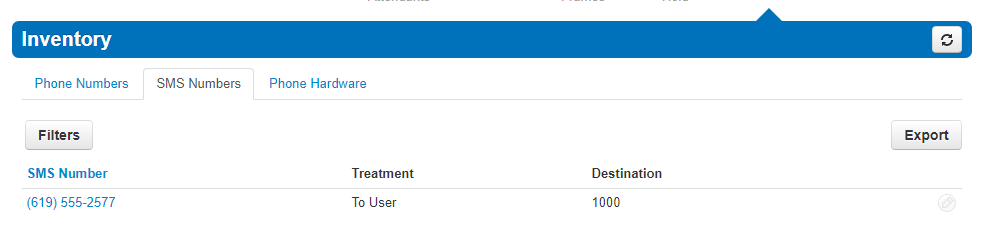 Inventory
Phone Numbers SMS Numbers Phone Hardware
Filters Export
SMS Number Treatment Destination
(619) 555-2577 To User 1000